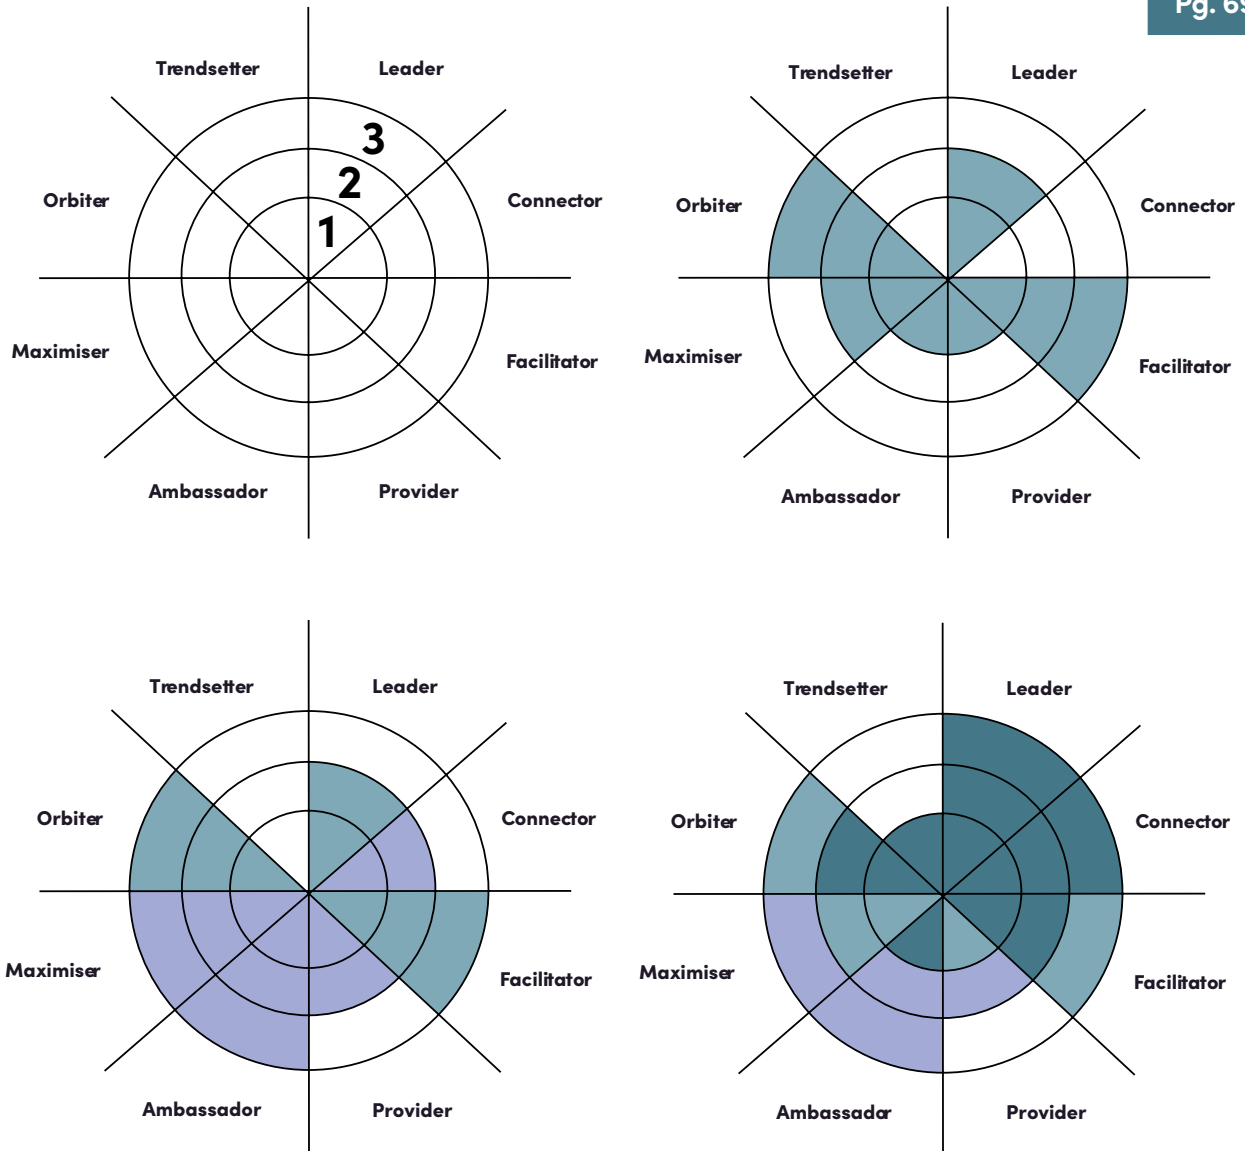 Pg. 69
Trendsetter
Leader
3
2
Orbiter
Connector
1
Maximiser
Facilitator
Ambassador
Provider
Trendsetter
Leader
Orbiter
Connector
Maximiser
Facilitator
Ambassador
Provider
Trendsetter
Leader
Orbiter
Connector
Maximiser
Facilitator
Ambassador
Provider
Trendsetter
Leader
Orbiter
Connector
Maximiser
Facilitator
Ambassador
Provider